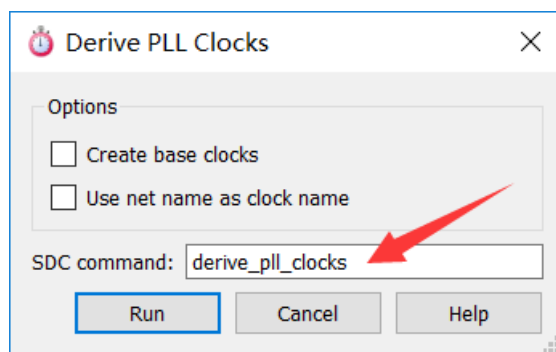 Derive PLL Clocks
Options
Create base clocks
Use net name as clock name
SDC command: derive_pll_clocks
Run Cancel Help